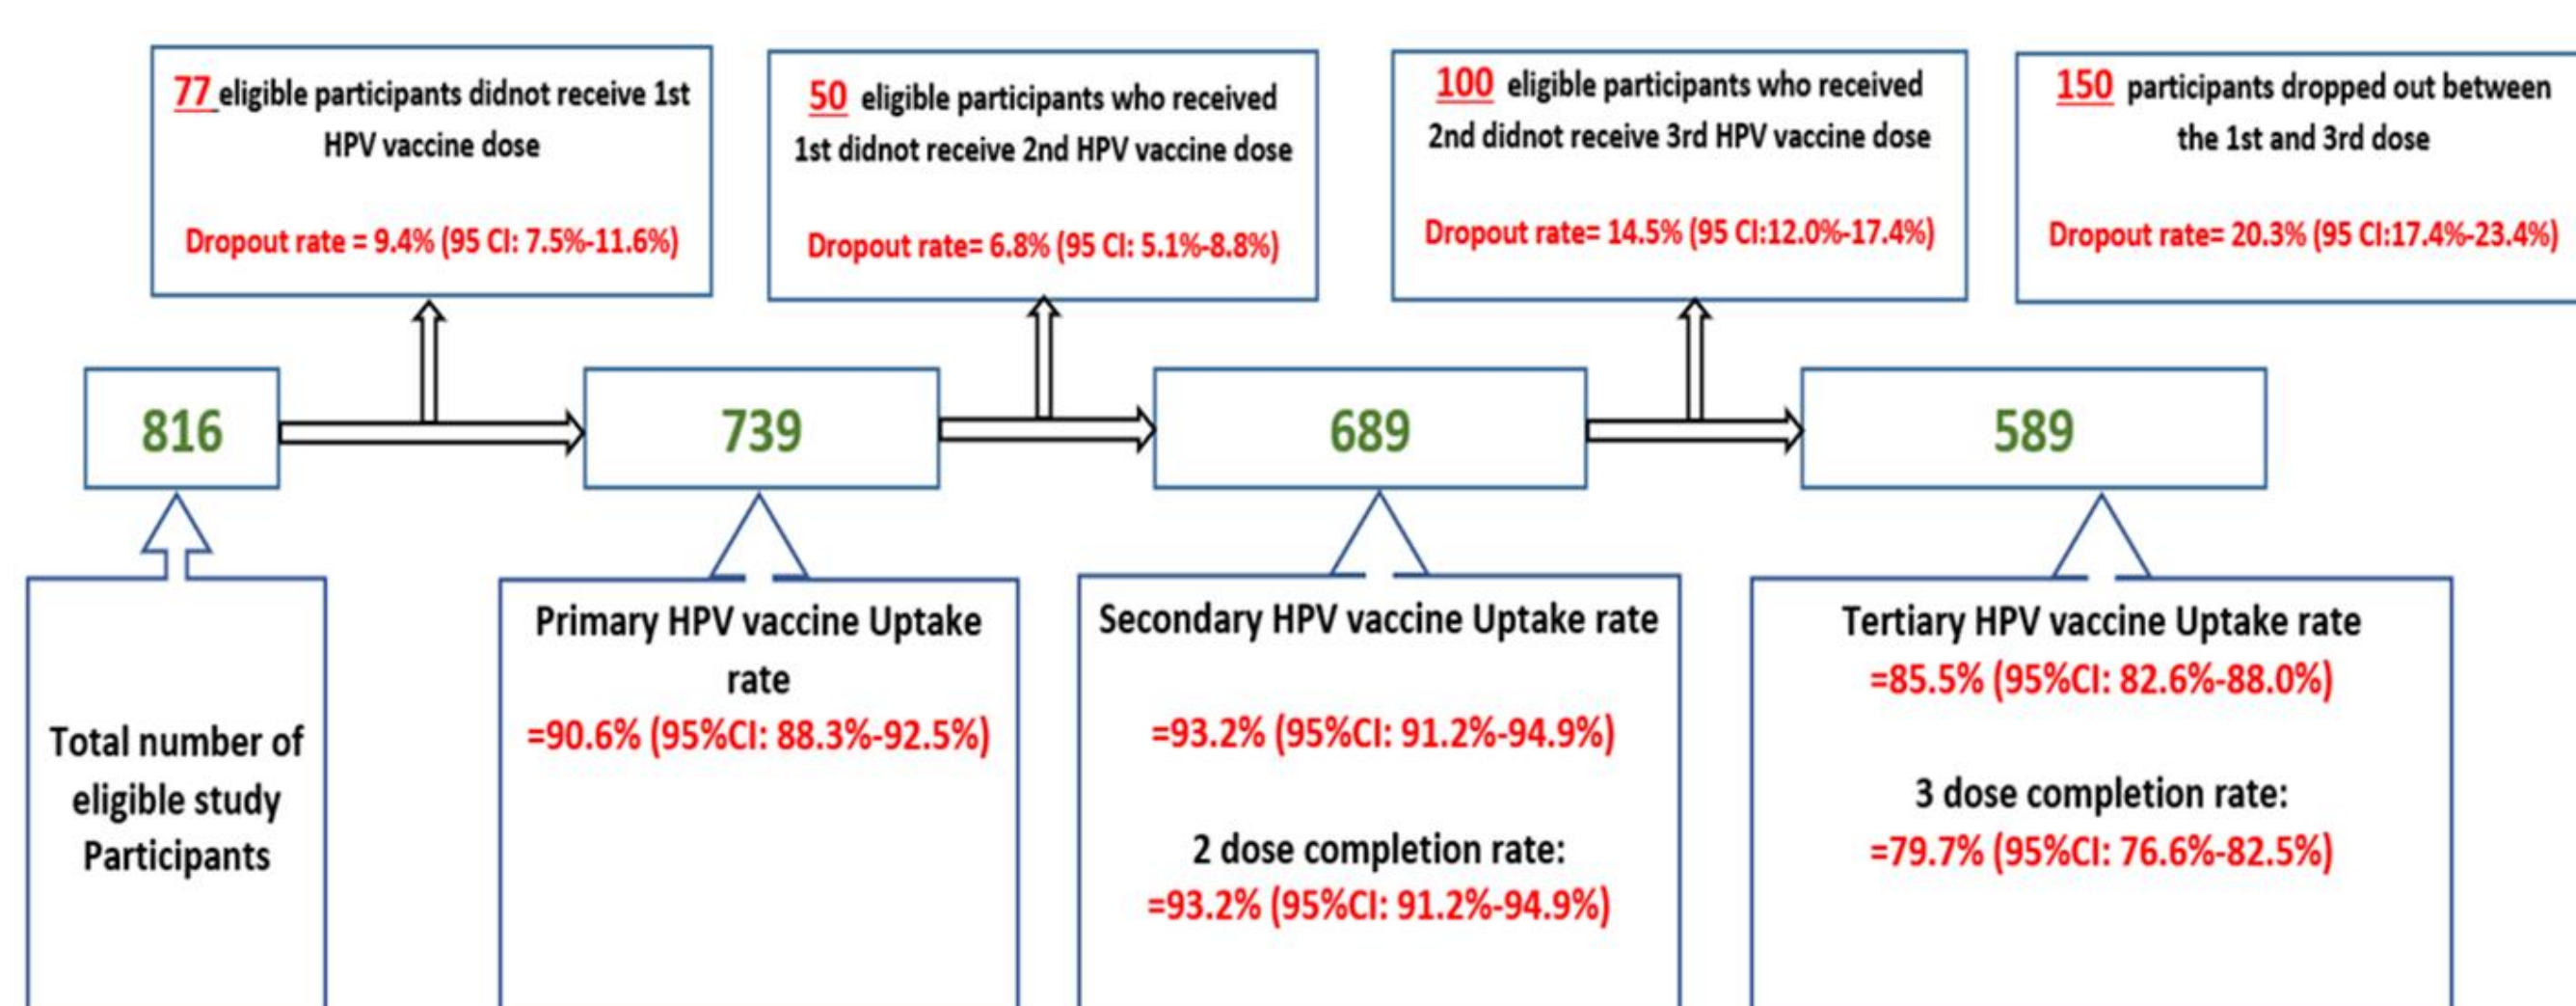 77 eligible participants didnot receive 1st
HPV vaccine dose
Dropout rate = 9.4% (95 CI: 7.5%-11.6%)
50 eligible participants who received
1st didnot receive 2nd HPV vaccine dose
Dropout rate= 6.8% (95 CI: 5.1%-8.8%)
100 eligible participants who received
2nd didnot receive 3rd HPV vaccine dose
Dropout rate= 14.5% (95 CI:12.0%-17.4%)
150 participants dropped out between
the 1st and 3rd dose
Dropout rate= 20.3% (95 CI:17.4%-23.4%)
816
739
689
589
Total number of
eligible study
Participants
Primary HPV vaccine Uptake
rate
=90.6% (95%CI: 88.3%-92.5%)
Secondary HPV vaccine Uptake rate
=93.2% (95%CI: 91.2%-94.9%)
2 dose completion rate:
=93.2% (95%CI: 91.2%-94.9%)
Tertiary HPV vaccine Uptake rate
=85.5% (95%CI: 82.6%-88.0%)
3 dose completion rate:
=79.7% (95%CI: 76.6%-82.5%)